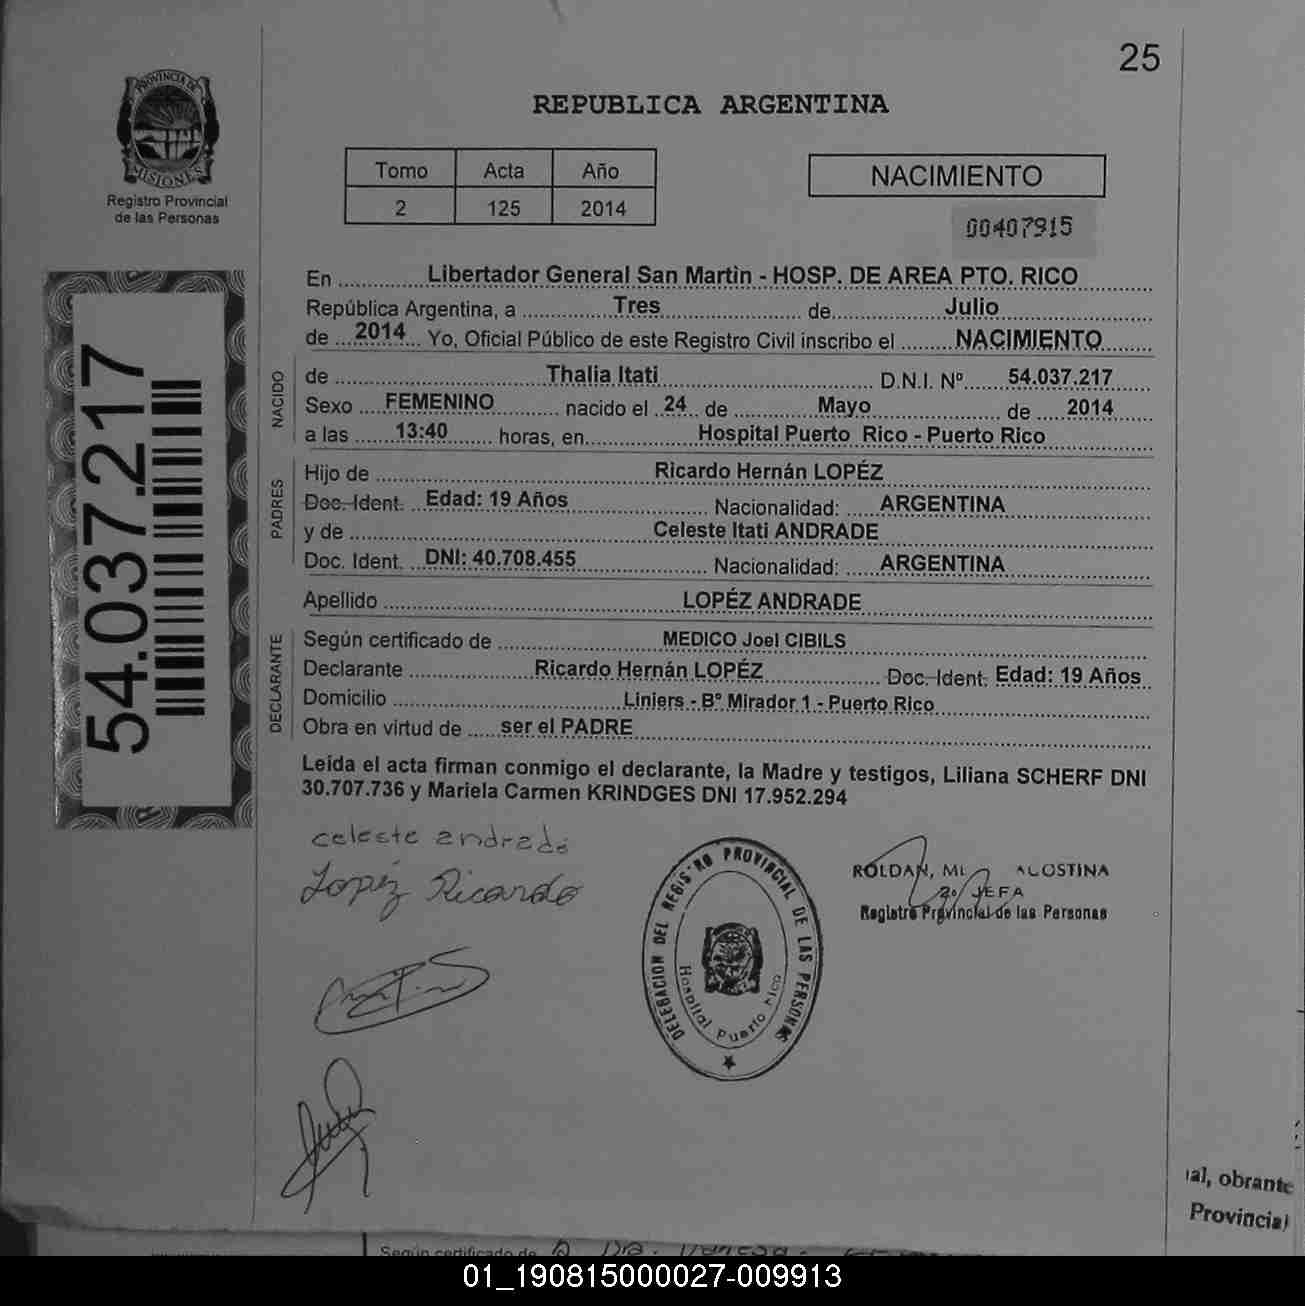 25
REPUBLICA ARGENTINA
PROVINCIA DE
MISIONES
Registro Provincial
de las Personas
Tomo Acta Año
2 125 2014
NACIMIENTO
00407915
54.037.217
En Libertador General San Martin - HOSP. DE AREA PTO. RICO
República Argentina, a Tres de Julio
de 2014 Yo, Oficial Público de este Registro Civil inscribo el NACIMIENTO
NACIDO
de Thalia Itati D.N.I. Nº 54.037.217
Sexo FEMENINO nacido el 24 de Mayo de 2014
a las 13:40 horas, en Hospital Puerto Rico - Puerto Rico
PADRES
Hijo de Ricardo Hernán LOPÉZ
Doc. Ident. Edad: 19 Años Nacionalidad: ARGENTINA
y de Celeste Itati ANDRADE
Doc. Ident. DNI: 40.708.455 Nacionalidad: ARGENTINA
Apellido LOPÉZ ANDRADE
DECLARANTE
Según certificado de MEDICO Joel CIBILS
Declarante Ricardo Hernán LOPÉZ Doc. Ident. Edad: 19 Años
Domicilio Liniers - B° Mirador 1 - Puerto Rico
Obra en virtud de ser el PADRE
Leida el acta firman conmigo el declarante, la Madre y testigos, Liliana SCHERF DNI
30.707.736 y Mariela Carmen KRINDGES DNI 17.952.294
celeste andrade
Lopéz Ricardo
DELEGACION DEL REGISTRO PROVINCIAL DE LAS PERSONAS
Hospital Puerto Rico
ROLDAN, AGOSTINA
2º JEFA
Registro Provincial de las Personas
ial, obrante
Provincial
Según certificado de
01_190815000027-009913